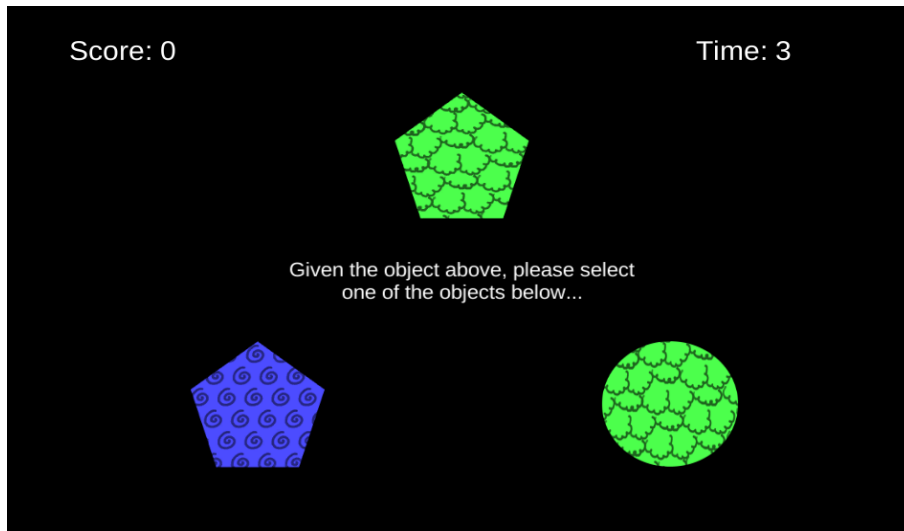 Score: 0
Time: 3
Given the object above, please select
one of the objects below...